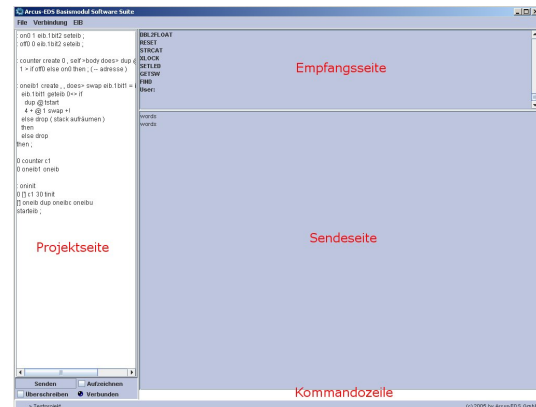 Arcus-EDS Basismodul Software Suite
File Verbindung EIB
: on0 1 eib.1bit2 seteib ;
: off0 0 eib.1bit2 seteib ;
: counter create 0 , self >body does> dup @
1 > if off0 else on0 then ; ( -- adresse )
: oneib1 create , , does> swap eib.1bit1 =
eib.1bit1 geteib 0<> if
dup @ tstart
4 + @ 1 swap +!
else drop ( stack aufräumen )
then
else drop
then ;
0 counter c1
0 oneib1 oneib
: oninit
0 ['] c1 30 tinit
['] oneib dup oneibc oneibu
starteib ;
Projektseite
Senden
Aufzeichnen
Überschreiben
Verbunden
DBL2FLOAT
RESET
STRCAT
XLOCK
SETLED
GETSW
FIND
User:
Empfangsseite
words
words
Sendeseite
Kommandozeile
> Testprojekt
(c) 2005 by Arcus-EDS GmbH